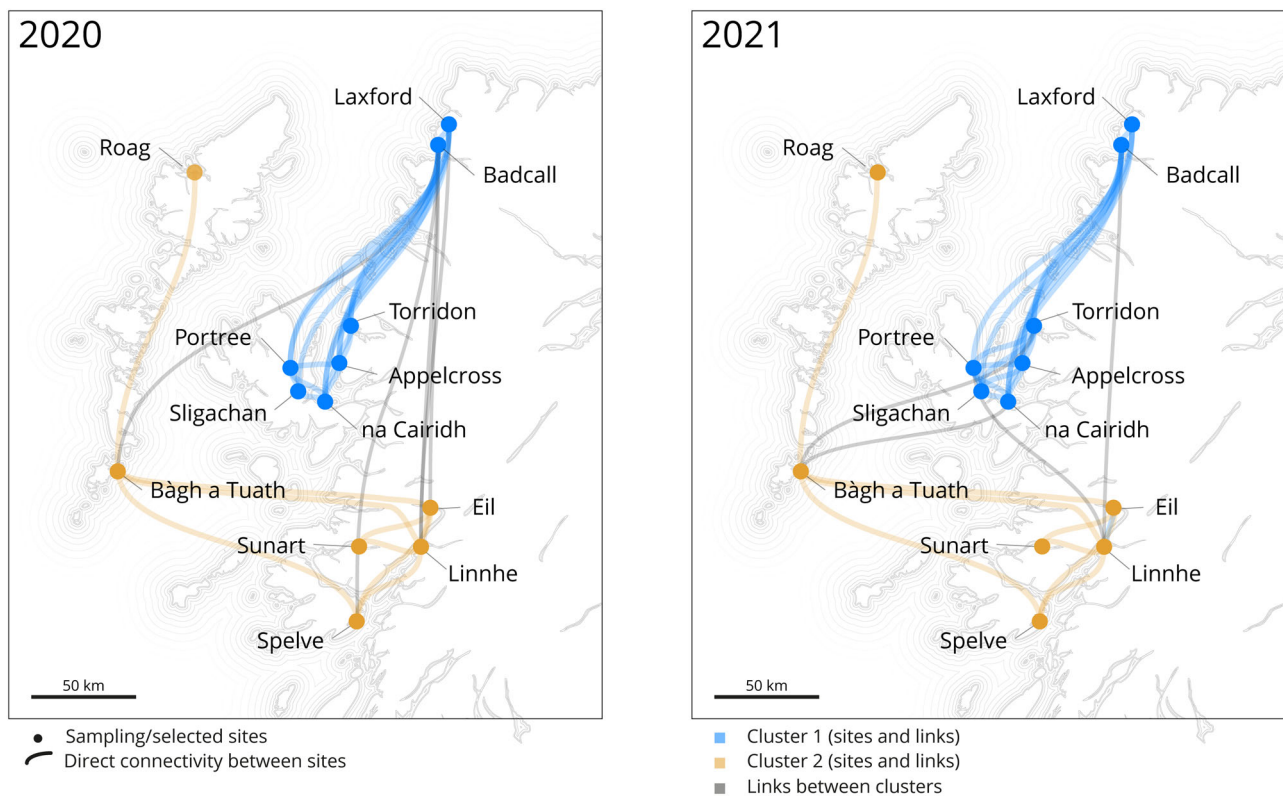 2020
Laxford
Roag
Badcall
Torridon
Portree
Appelcross
Sligachan
na Cairidh
Bàgh a Tuath
Eil
Sunart
Linnhe
Spelve
50 km
Sampling/selected sites
Direct connectivity between sites
2021
Laxford
Roag
Badcall
Torridon
Portree
Appelcross
Sligachan
na Cairidh
Bàgh a Tuath
Eil
Sunart
Linnhe
Spelve
50 km
Cluster 1 (sites and links)
Cluster 2 (sites and links)
Links between clusters